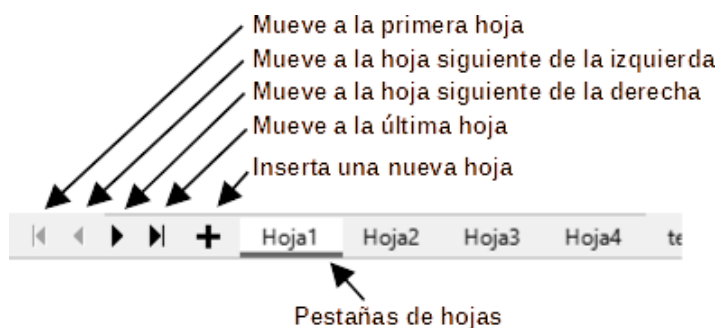 Mueve a la primera hoja
Mueve a la hoja siguiente de la izquierda
Mueve a la hoja siguiente de la derecha
Mueve a la última hoja
Inserta una nueva hoja
Hoja1 Hoja2 Hoja3 Hoja4 te
Pestañas de hojas